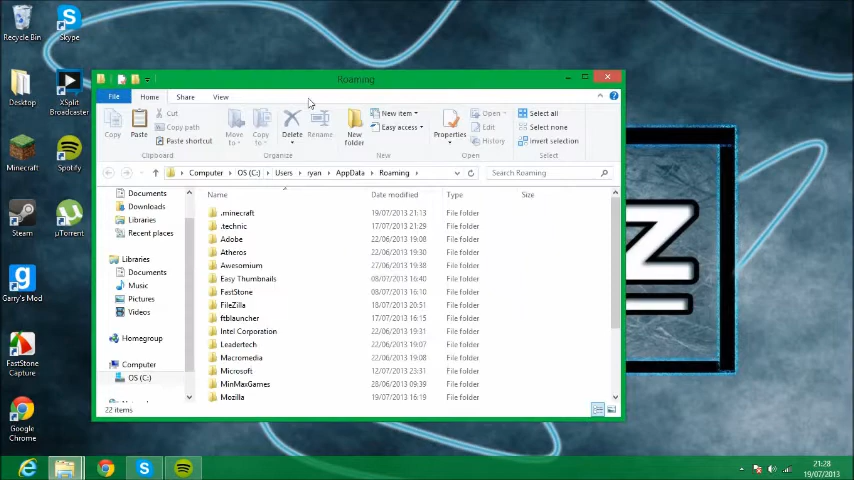 Recycle Bin
Skype
Desktop
XSplit
Broadcaster
Minecraft
Spotify
Steam
µTorrent
Garry's Mod
FastStone
Capture
Google
Chrome
Roaming
File Home Share View
Copy
Paste
Cut
Copy path
Paste shortcut
Clipboard
Move to
Copy to
Delete
Rename
Organize
New folder
New item
Easy access
New
Properties
Open
Edit
History
Open
Select all
Select none
Invert selection
Select
Computer OS (C:) Users ryan AppData Roaming
Search Roaming
Documents
Downloads
Libraries
Recent places
Libraries
Documents
Music
Pictures
Videos
Homegroup
Computer
OS (C:)
Name Date modified Type Size
.minecraft 19/07/2013 21:13 File folder
.technic 17/07/2013 21:29 File folder
Adobe 22/06/2013 19:08 File folder
Atheros 22/06/2013 19:30 File folder
Awesomium 27/06/2013 19:38 File folder
Easy Thumbnails 08/07/2013 16:40 File folder
FastStone 08/07/2013 16:10 File folder
FileZilla 18/07/2013 20:51 File folder
ftblauncher 17/07/2013 16:15 File folder
Intel Corporation 22/06/2013 19:31 File folder
Leadertech 22/06/2013 19:07 File folder
Macromedia 22/06/2013 19:08 File folder
Microsoft 12/07/2013 23:31 File folder
MinMaxGames 28/06/2013 09:39 File folder
Mozilla 22/06/2013 16:19 File folder
22 items
Z
21:28
19/07/2013